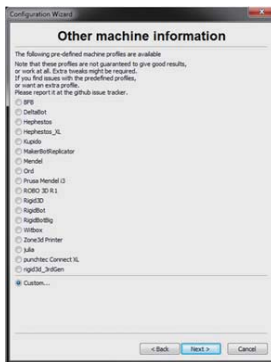 Configuration Wizard
Other machine information
The following pre-defined machine profiles are available
Note that these profiles are not guaranteed to give good results,
or work at all. Extra tweaks might be required.
If you find issues with the predefined profiles,
or want an extra profile.
Please report it at the github issue tracker.
BFB
DeltaBot
Hephestos
Hephestos_XL
Kupido
MakerBotReplicator
Mendel
Ord
Prusa Mendel i3
ROBO 3D R1
Rigid3D
RigidBot
RigidBotBig
Witbox
Zone3d Printer
julia
punchtec Connect XL
rigid3d_3rdGen
Custom...
< Back
Next >
Cancel